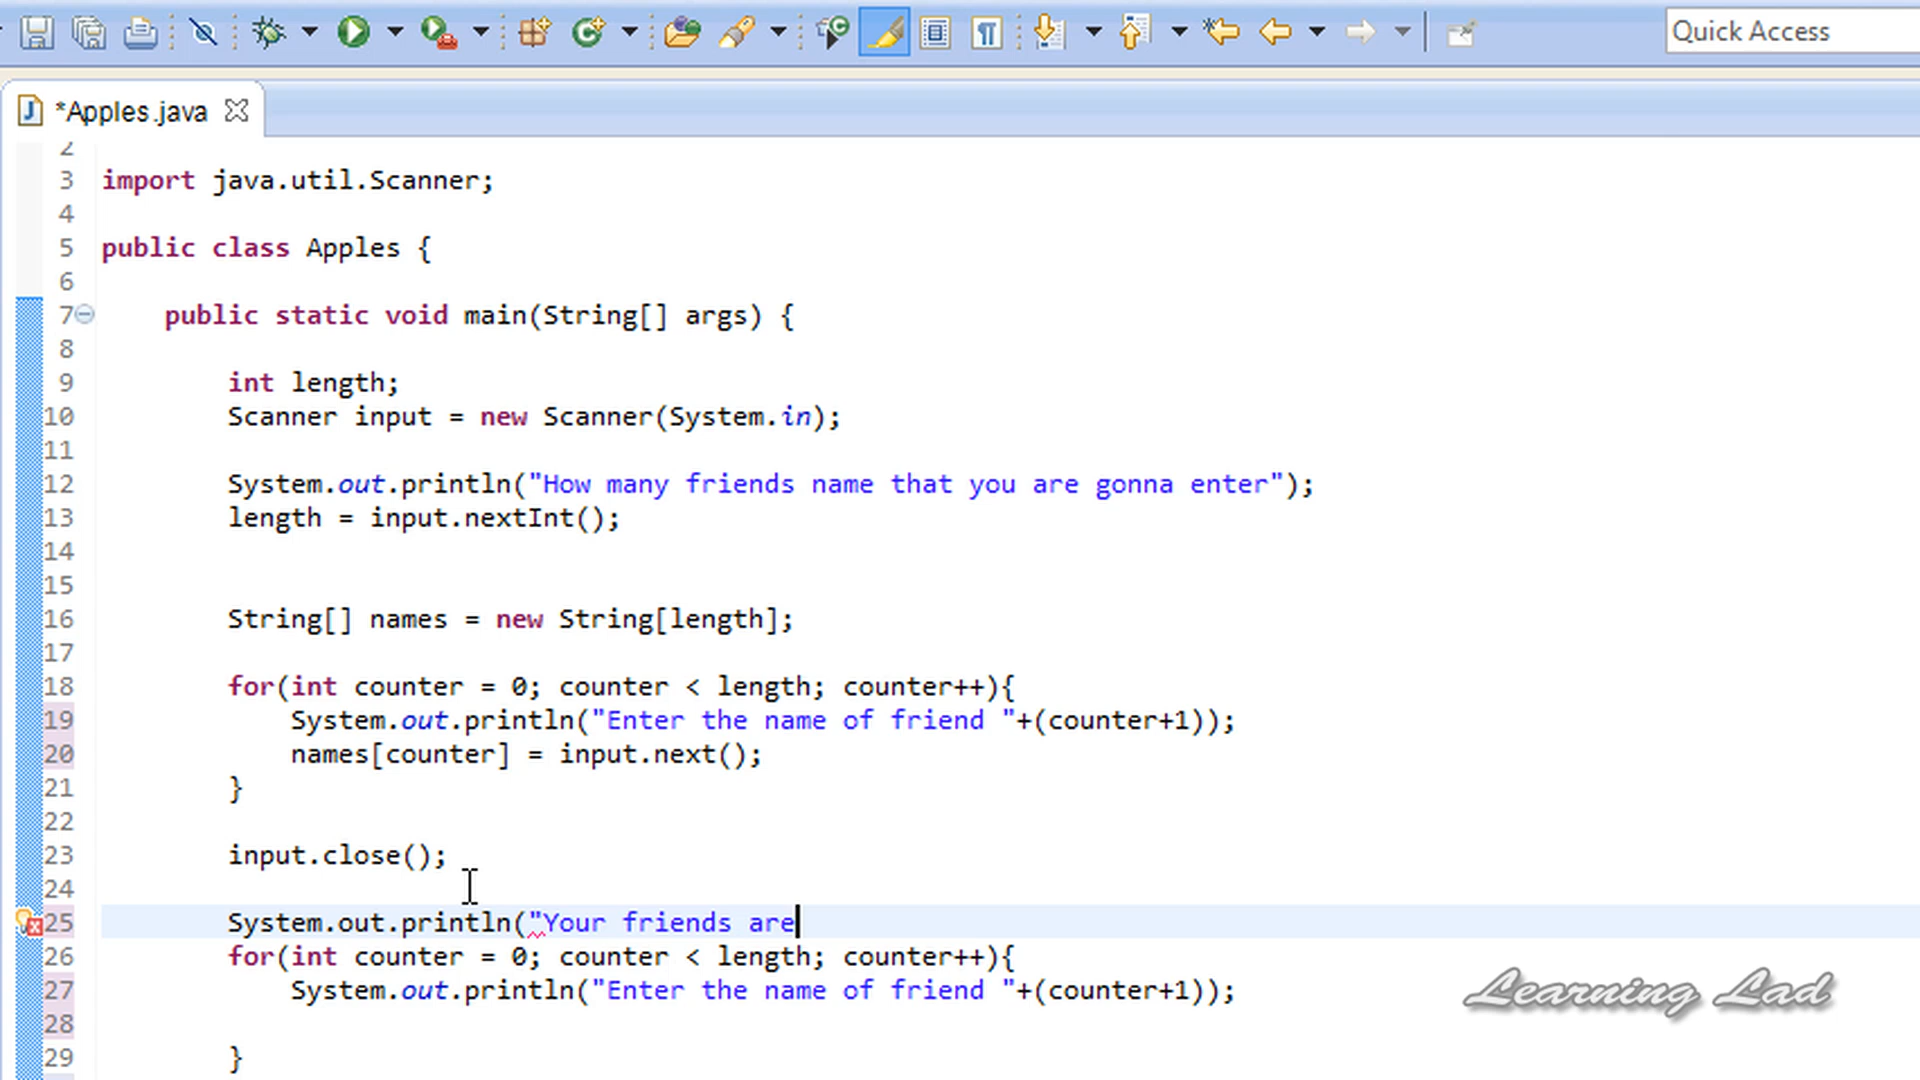 Quick Access
*Apples.java
2
3 import java.util.Scanner;
4
5 public class Apples {
6
7 public static void main(String[] args) {
8
9 int length;
10 Scanner input = new Scanner(System.in);
11
12 System.out.println("How many friends name that you are gonna enter");
13 length = input.nextInt();
14
15
16 String[] names = new String[length];
17
18 for(int counter = 0; counter < length; counter++){
19 System.out.println("Enter the name of friend "+(counter+1));
20 names[counter] = input.next();
21 }
22
23 input.close();
24
25 System.out.println("Your friends are
26 for(int counter = 0; counter < length; counter++){
27 System.out.println("Enter the name of friend "+(counter+1));
28
29 }
Learning Lad